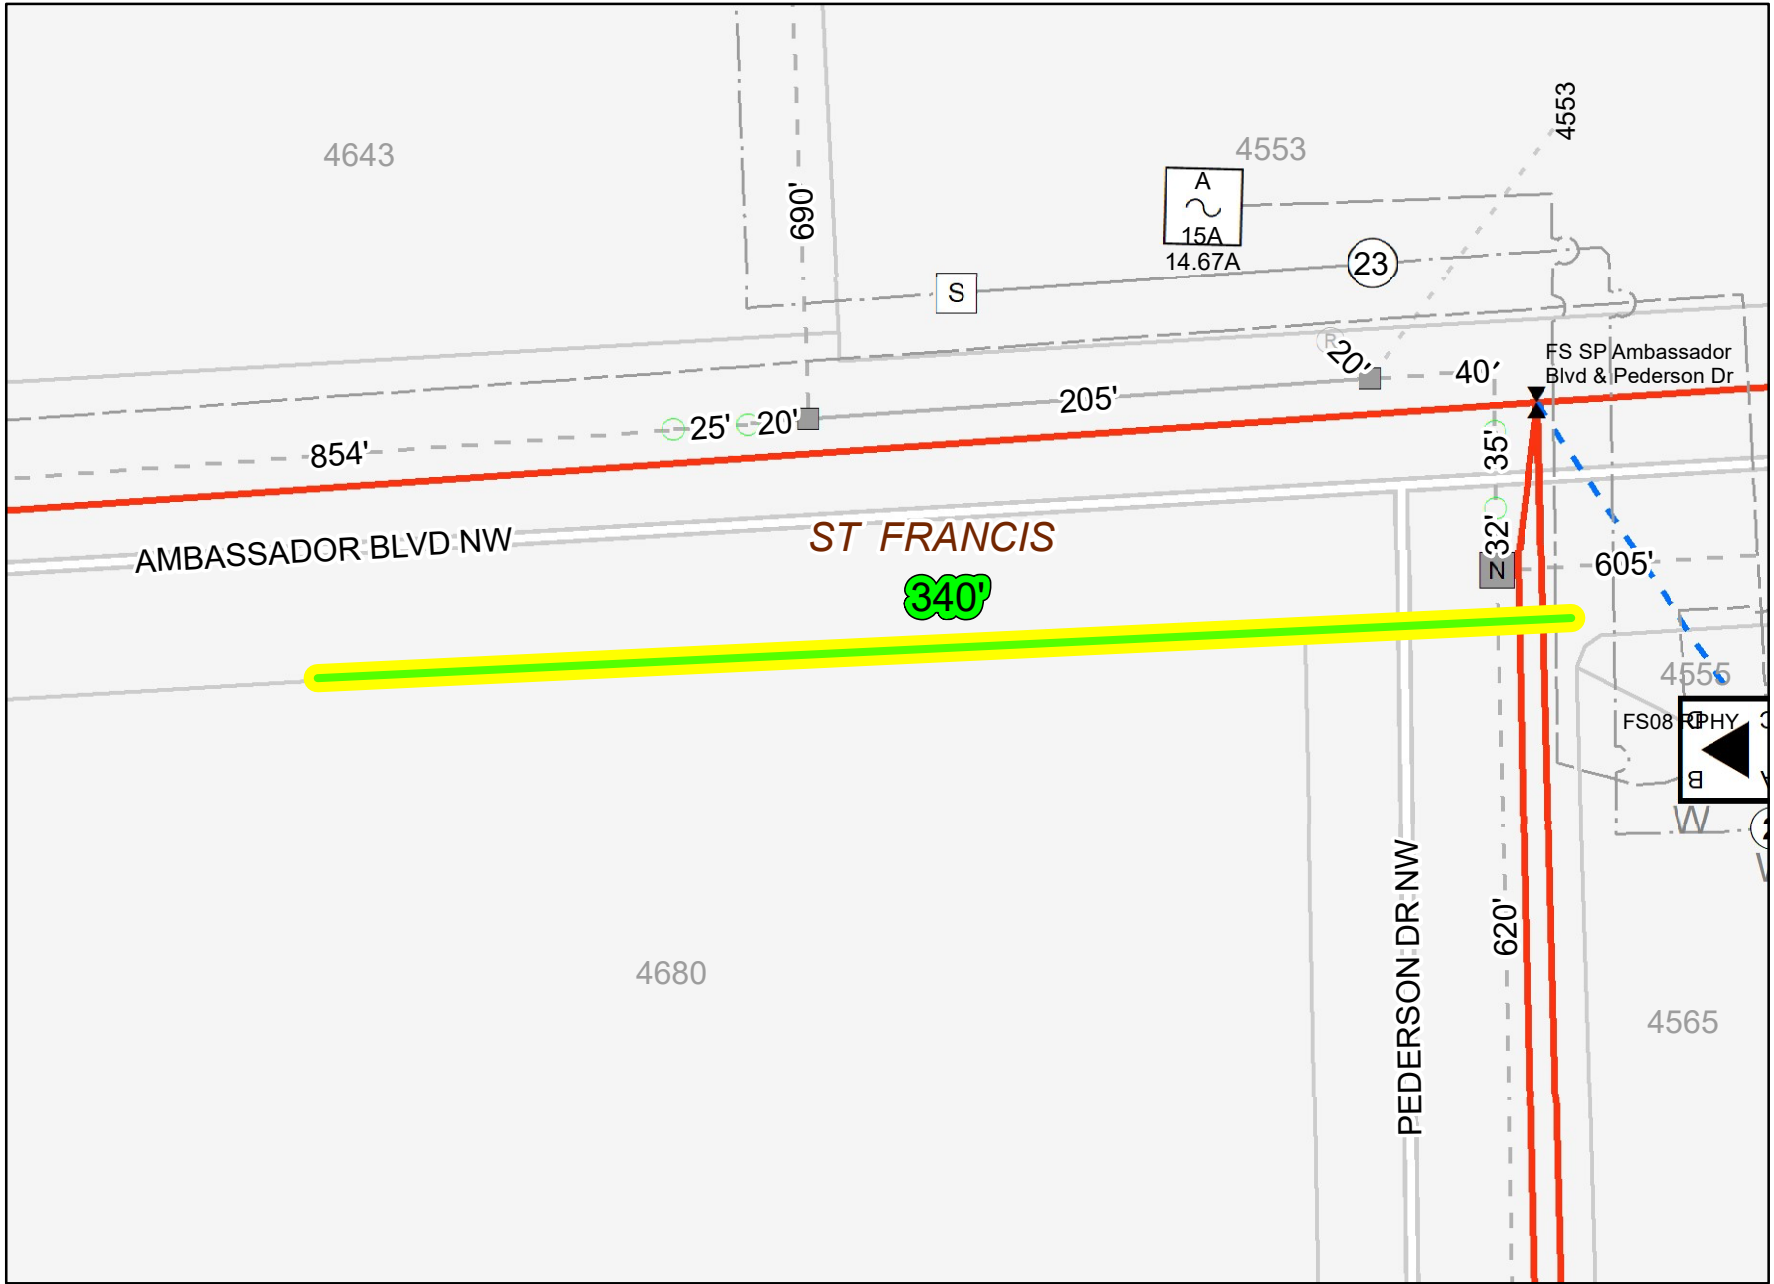 4553
4643
4553
A
15A
14.67A
690'
23
S
R
20'
FS SP Ambassador
Blvd & Pederson Dr
40'
205'
25'
20'
854'
35'
ST FRANCIS
AMBASSADOR BLVD NW
32'
605'
N
340'
4555
FS08 RPHY
B
W
PEDERSON DR NW
620'
4680
4565